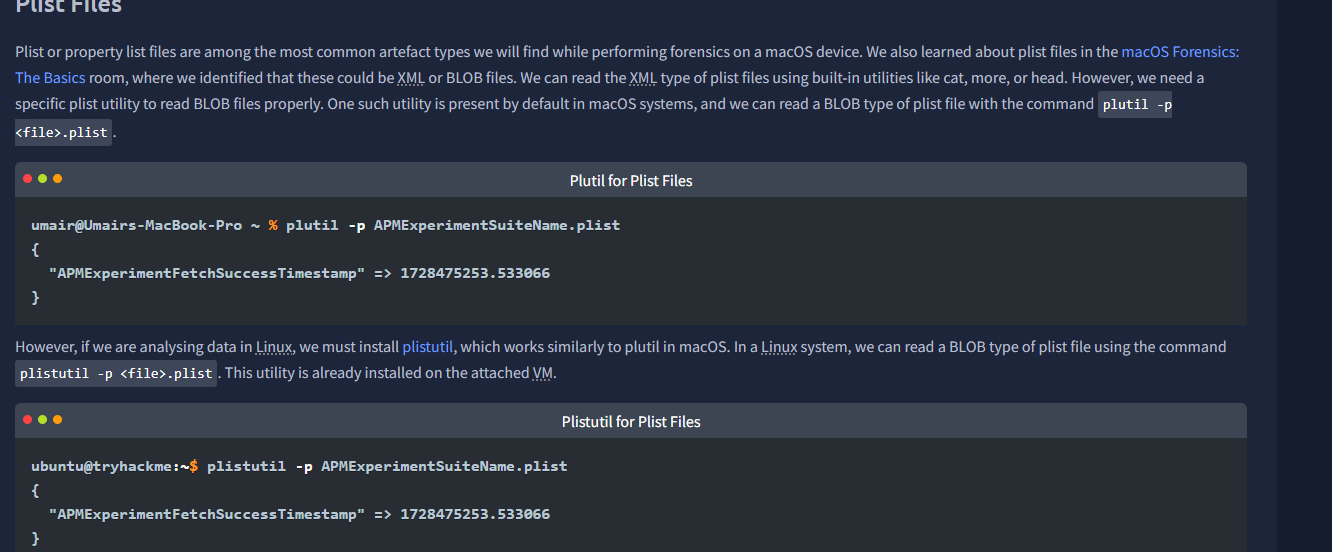 Plist Files
Plist or property list files are among the most common artefact types we will find while performing forensics on a macOS device. We also learned about plist files in the macOS Forensics:
The Basics room, where we identified that these could be XML or BLOB files. We can read the XML type of plist files using built-in utilities like cat, more, or head. However, we need a
specific plist utility to read BLOB files properly. One such utility is present by default in macOS systems, and we can read a BLOB type of plist file with the command plutil -p
<file>.plist.
Plutil for Plist Files
umair@Umairs-MacBook-Pro ~ % plutil -p APMExperimentSuiteName.plist
{
  "APMExperimentFetchSuccessTimestamp" => 1728475253.533066
}
However, if we are analysing data in Linux, we must install plistutil, which works similarly to plutil in macOS. In a Linux system, we can read a BLOB type of plist file using the command
plistutil -p <file>.plist. This utility is already installed on the attached VM.
Plistutil for Plist Files
ubuntu@tryhackme:~$ plistutil -p APMExperimentSuiteName.plist
{
  "APMExperimentFetchSuccessTimestamp" => 1728475253.533066
}